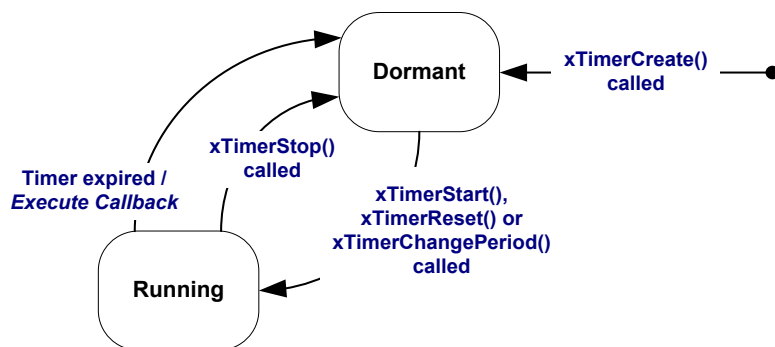 Dormant
xTimerCreate()
called
xTimerStop()
called
Timer expired /
Execute Callback
xTimerStart(),
xTimerReset() or
xTimerChangePeriod()
called
Running